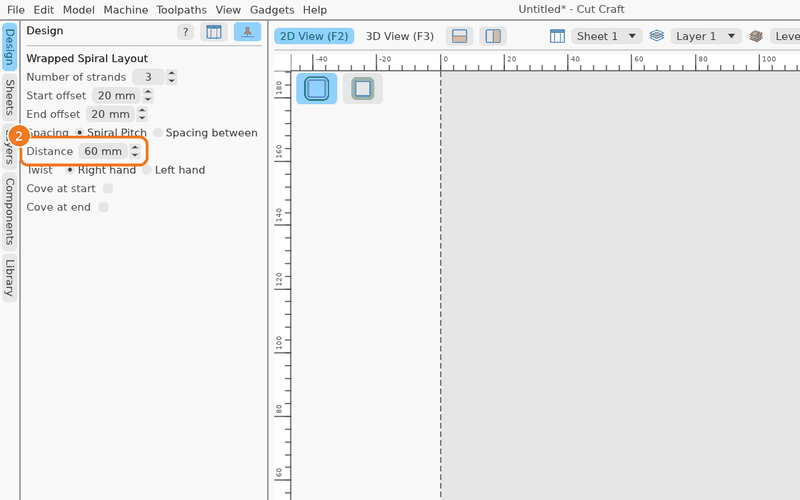 File Edit Model Machine Toolpaths View Gadgets Help Untitled* - Cut Craft
Design ?
2D View (F2) 3D View (F3) Sheet 1 Layer 1 Leve
-40 -20 0 20 40 60 80 100
Design
Sheets
Components
Library
Wrapped Spiral Layout
Number of strands 3
Start offset 20 mm
End offset 20 mm
Spacing Spiral Pitch Spacing between
2
Distance 60 mm
Twist Right hand Left hand
Cove at start
Cove at end
180
160
140
120
100
80
60